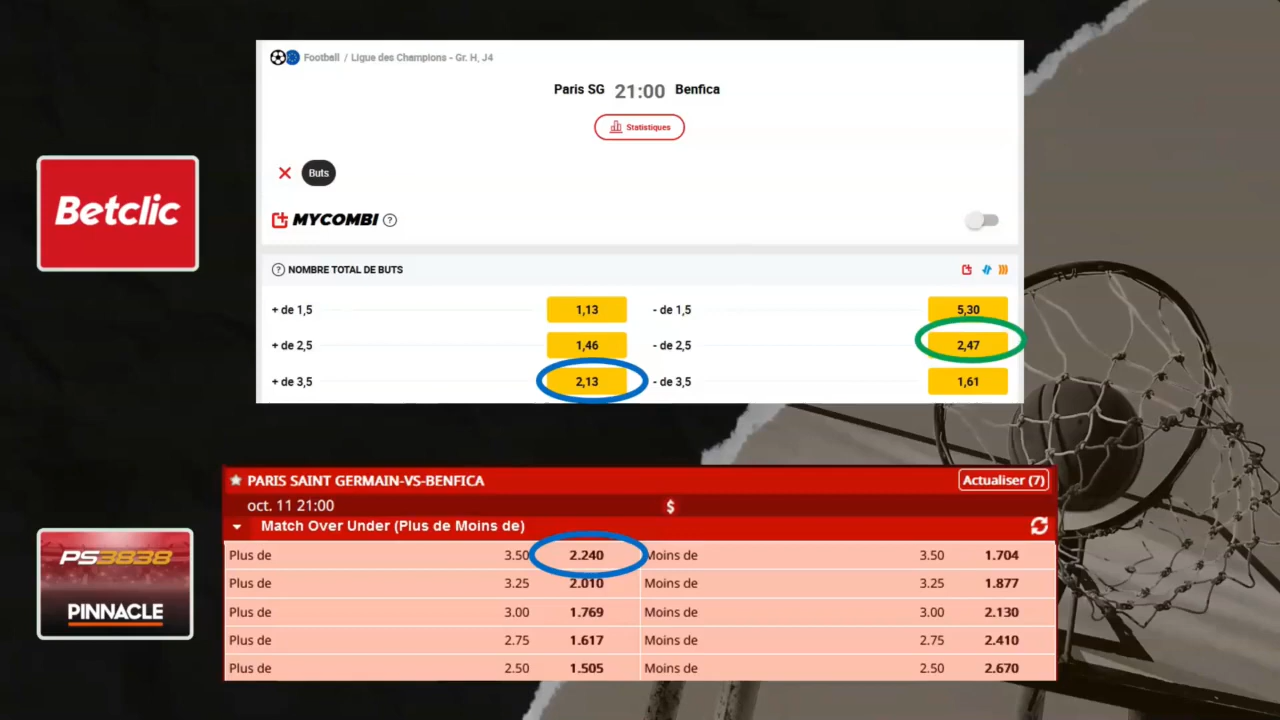 Football / Ligue des Champions - Gr. H, J4
Paris SG 21:00 Benfica
Statistiques
Buts
Betclic
MYCOMBI ?
? NOMBRE TOTAL DE BUTS
+ de 1,5 1,13 - de 1,5 5,30
+ de 2,5 1,46 - de 2,5 2,47
+ de 3,5 2,13 - de 3,5 1,61
PARIS SAINT GERMAIN-VS-BENFICA Actualiser (7)
oct. 11 21:00 $
Match Over Under (Plus de Moins de)
Plus de 3.50 2.240 Moins de 3.50 1.704
Plus de 3.25 2.010 Moins de 3.25 1.877
Plus de 3.00 1.769 Moins de 3.00 2.130
Plus de 2.75 1.617 Moins de 2.75 2.410
Plus de 2.50 1.505 Moins de 2.50 2.670
PS3838
PINNACLE